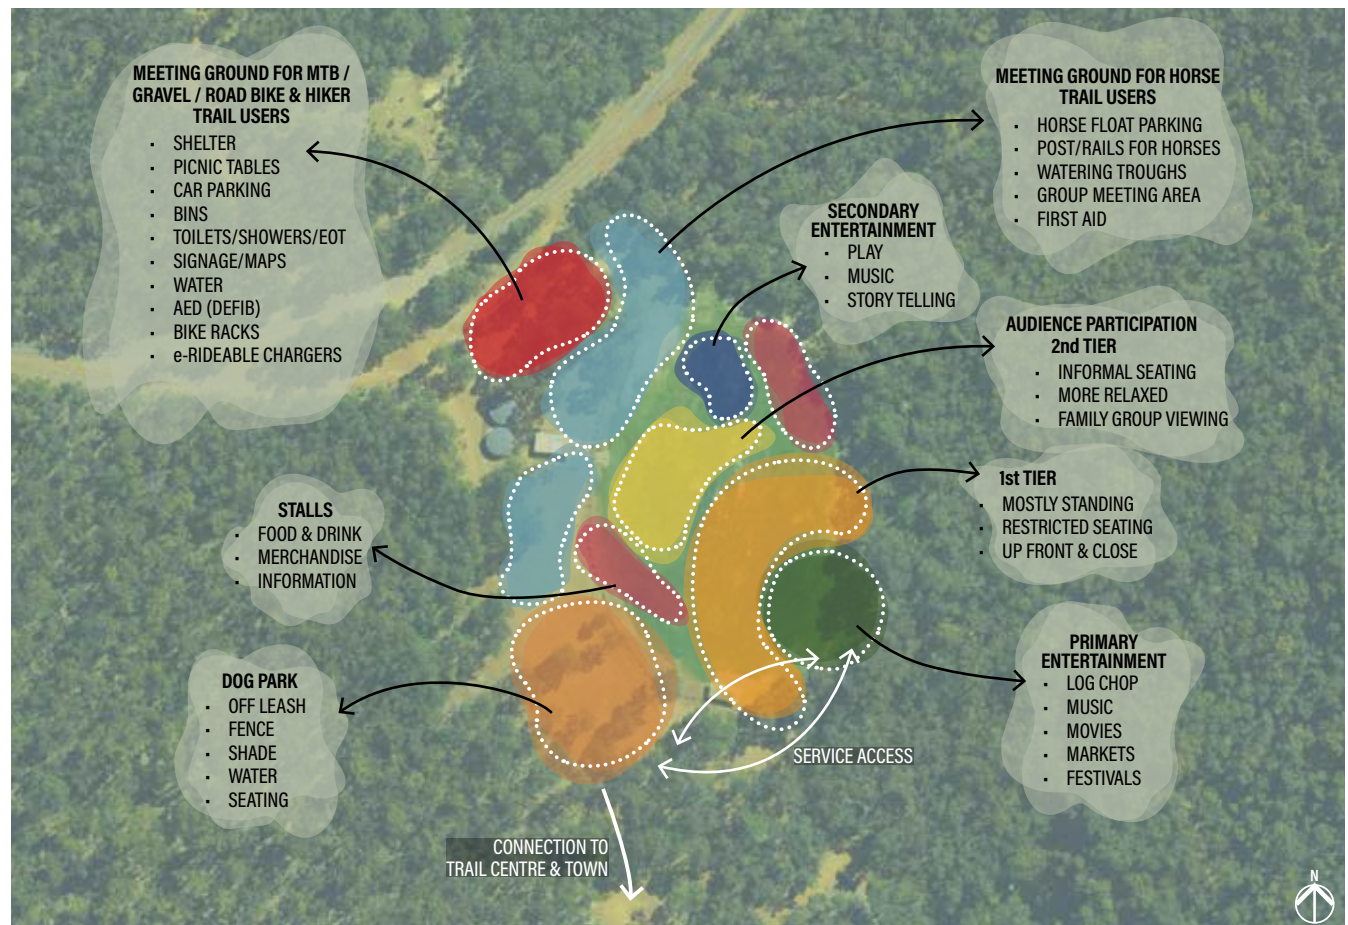 MEETING GROUND FOR MTB /
GRAVEL / ROAD BIKE & HIKER
TRAIL USERS
▪ SHELTER
▪ PICNIC TABLES
▪ CAR PARKING
▪ BINS
▪ TOILETS/SHOWERS/EOT
▪ SIGNAGE/MAPS
▪ WATER
▪ AED (DEFIB)
▪ BIKE RACKS
▪ e-RIDEABLE CHARGERS
MEETING GROUND FOR HORSE
TRAIL USERS
▪ HORSE FLOAT PARKING
▪ POST/RAILS FOR HORSES
▪ WATERING TROUGHS
▪ GROUP MEETING AREA
▪ FIRST AID
SECONDARY
ENTERTAINMENT
▪ PLAY
▪ MUSIC
▪ STORY TELLING
AUDIENCE PARTICIPATION
2nd TIER
▪ INFORMAL SEATING
▪ MORE RELAXED
▪ FAMILY GROUP VIEWING
1st TIER
▪ MOSTLY STANDING
▪ RESTRICTED SEATING
▪ UP FRONT & CLOSE
STALLS
▪ FOOD & DRINK
▪ MERCHANDISE
▪ INFORMATION
PRIMARY
ENTERTAINMENT
▪ LOG CHOP
▪ MUSIC
▪ MOVIES
▪ MARKETS
▪ FESTIVALS
DOG PARK
▪ OFF LEASH
▪ FENCE
▪ SHADE
▪ WATER
▪ SEATING
SERVICE ACCESS
CONNECTION TO
TRAIL CENTRE & TOWN
N